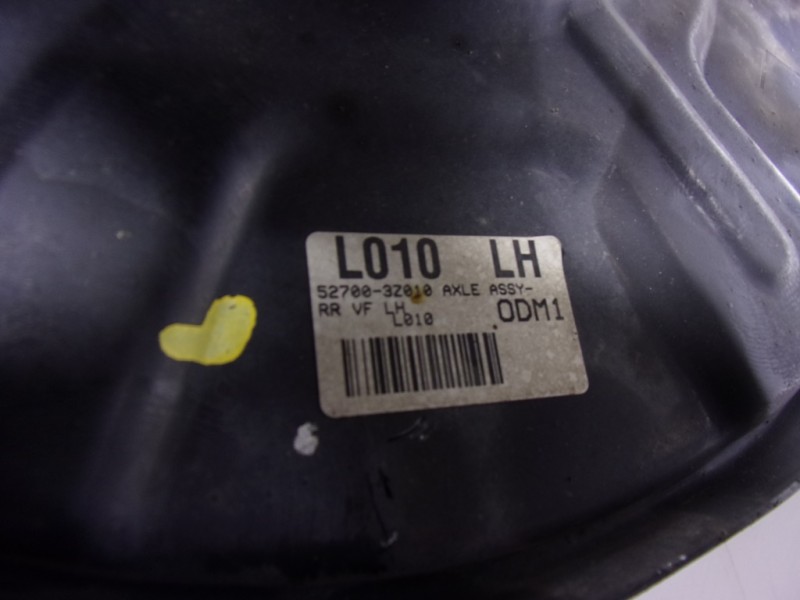 L010 LH
52700-3Z010 AXLE ASSY-
RR VF LH
L010 .ODM1